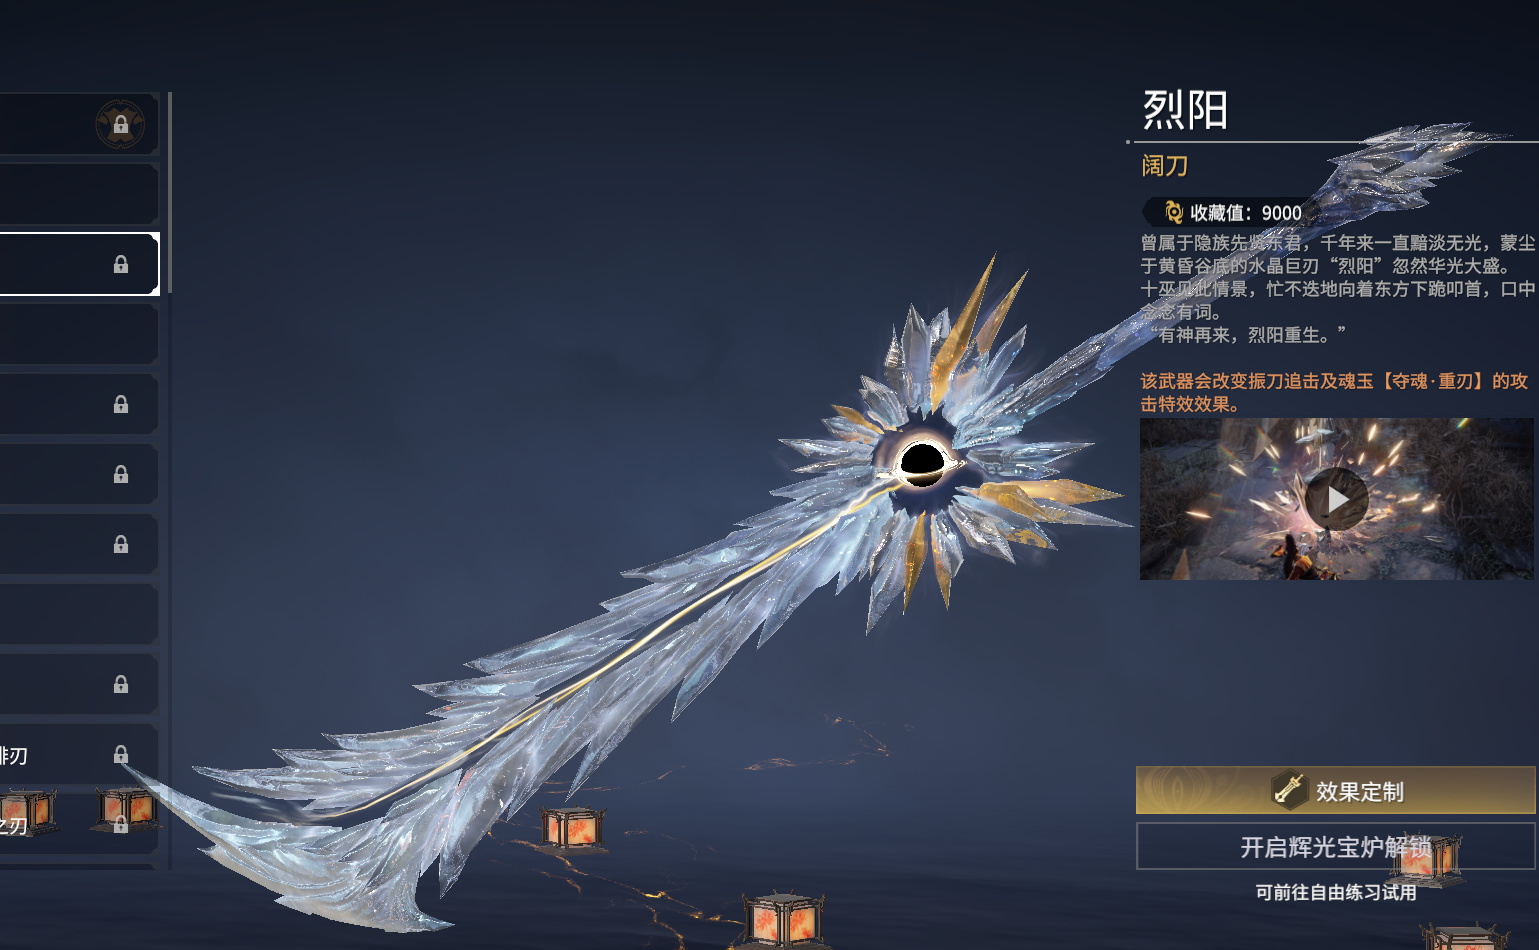 烈阳
阔刀
收藏值：9000
曾属于隐族先贤东君，千年来一直黯淡无光，蒙尘
于黄昏谷底的水晶巨刃“烈阳”忽然华光大盛。
十巫见此情景，忙不迭地向着东方下跪叩首，口中
念念有词。
“有神再来，烈阳重生。”
该武器会改变振刀追击及魂玉【夺魂·重刃】的攻
击特效效果。
刃
之刃
效果定制
开启辉光宝炉解锁
可前往自由练习试用